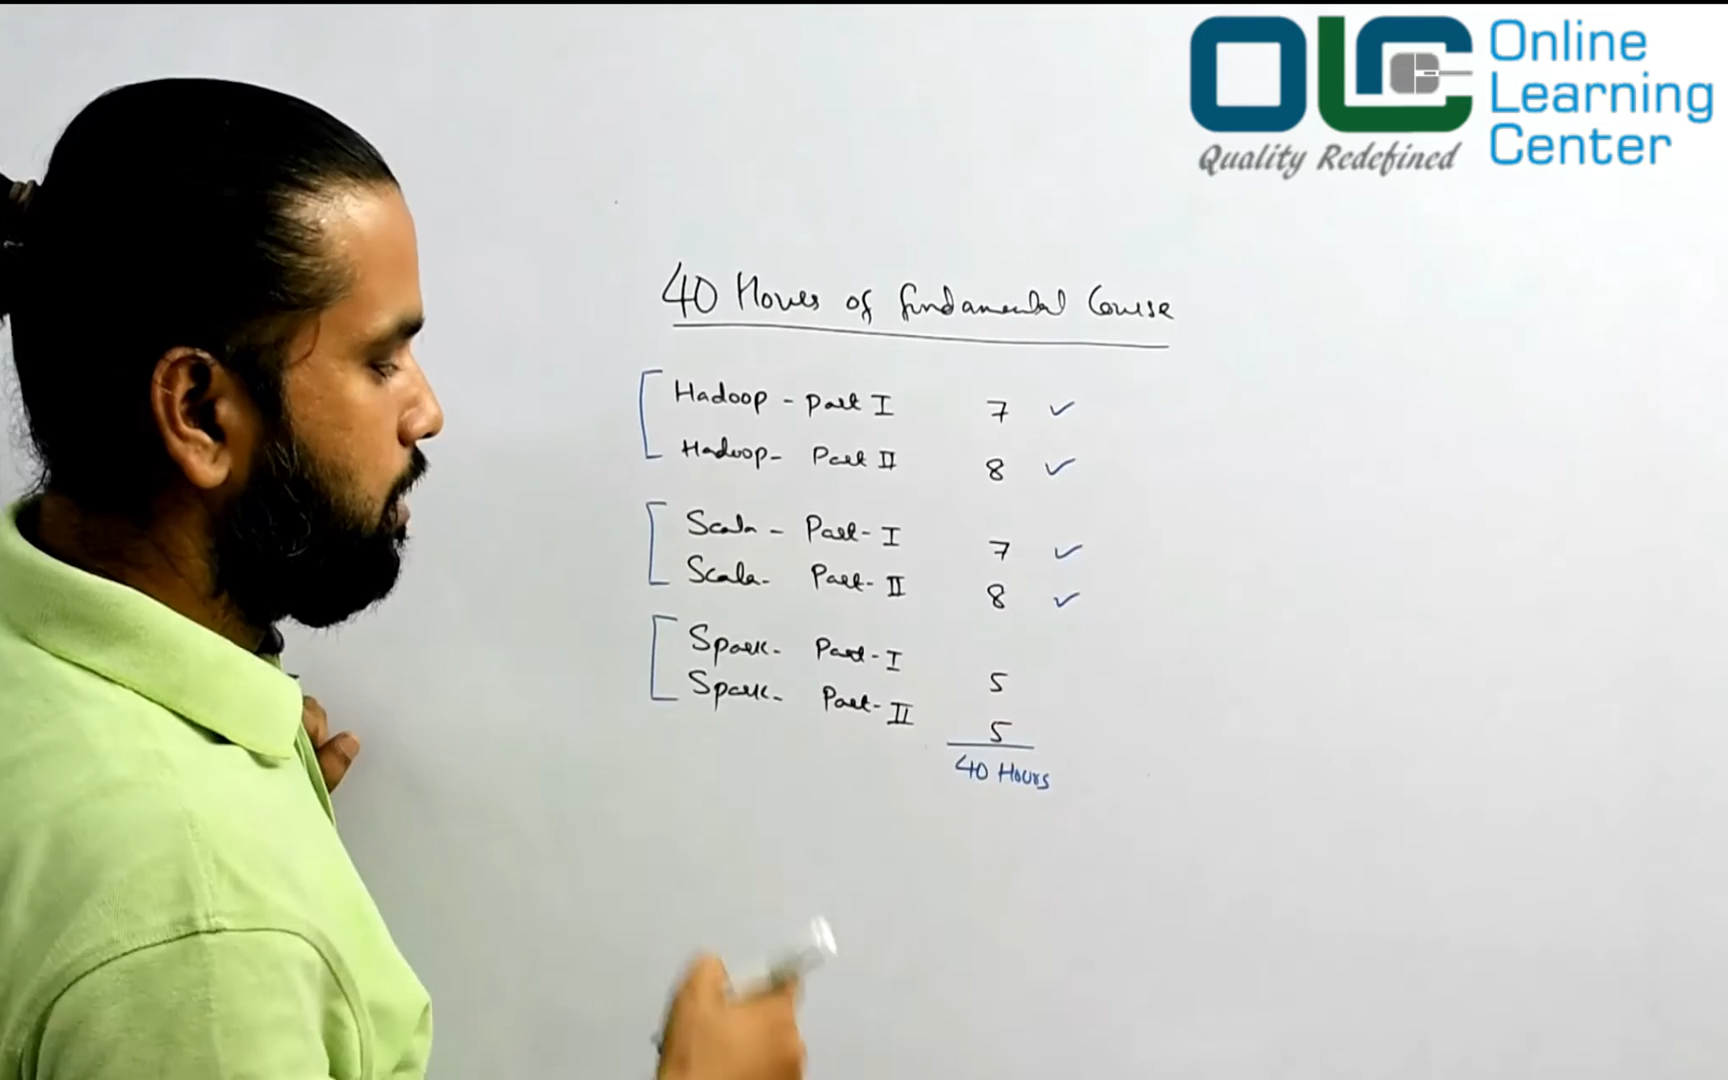 OLC Online
Learning
Center
Quality Redefined
40 Hours of fundamental Course
Hadoop - Part I 7 ✓
Hadoop - Part II 8 ✓
Scala - Part - I 7 ✓
Scala - Part - II 8 ✓
Spark - Part - I 5
Spark - Part - II 5
40 Hours